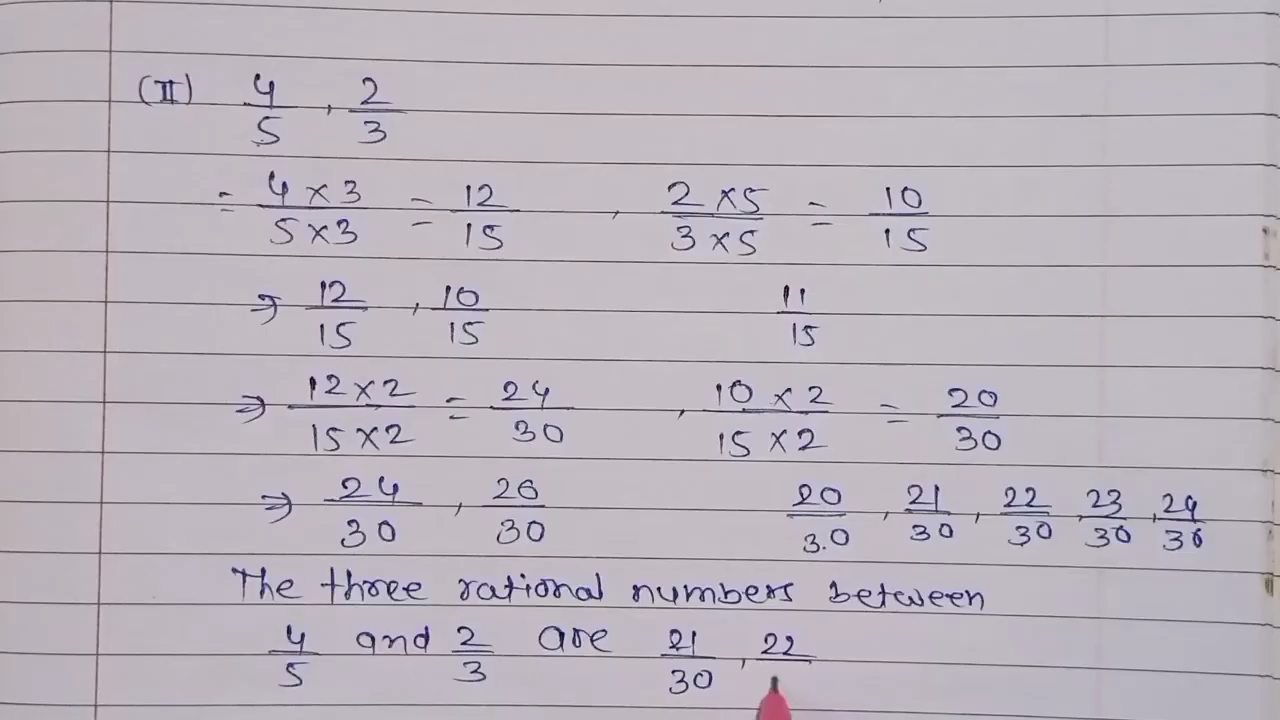 (II) 4/5 , 2/3
= 4 × 3 / 5 × 3 = 12/15 , 2 × 5 / 3 × 5 = 10/15
⇒ 12/15 , 10/15 11/15
⇒ 12 × 2 / 15 × 2 = 24/30 , 10 × 2 / 15 × 2 = 20/30
⇒ 24/30 , 20/30 20/3.0 , 21/30 , 22/30 , 23/30 , 24/30
The three rational numbers between
4/5 and 2/3 are 21/30 , 22/